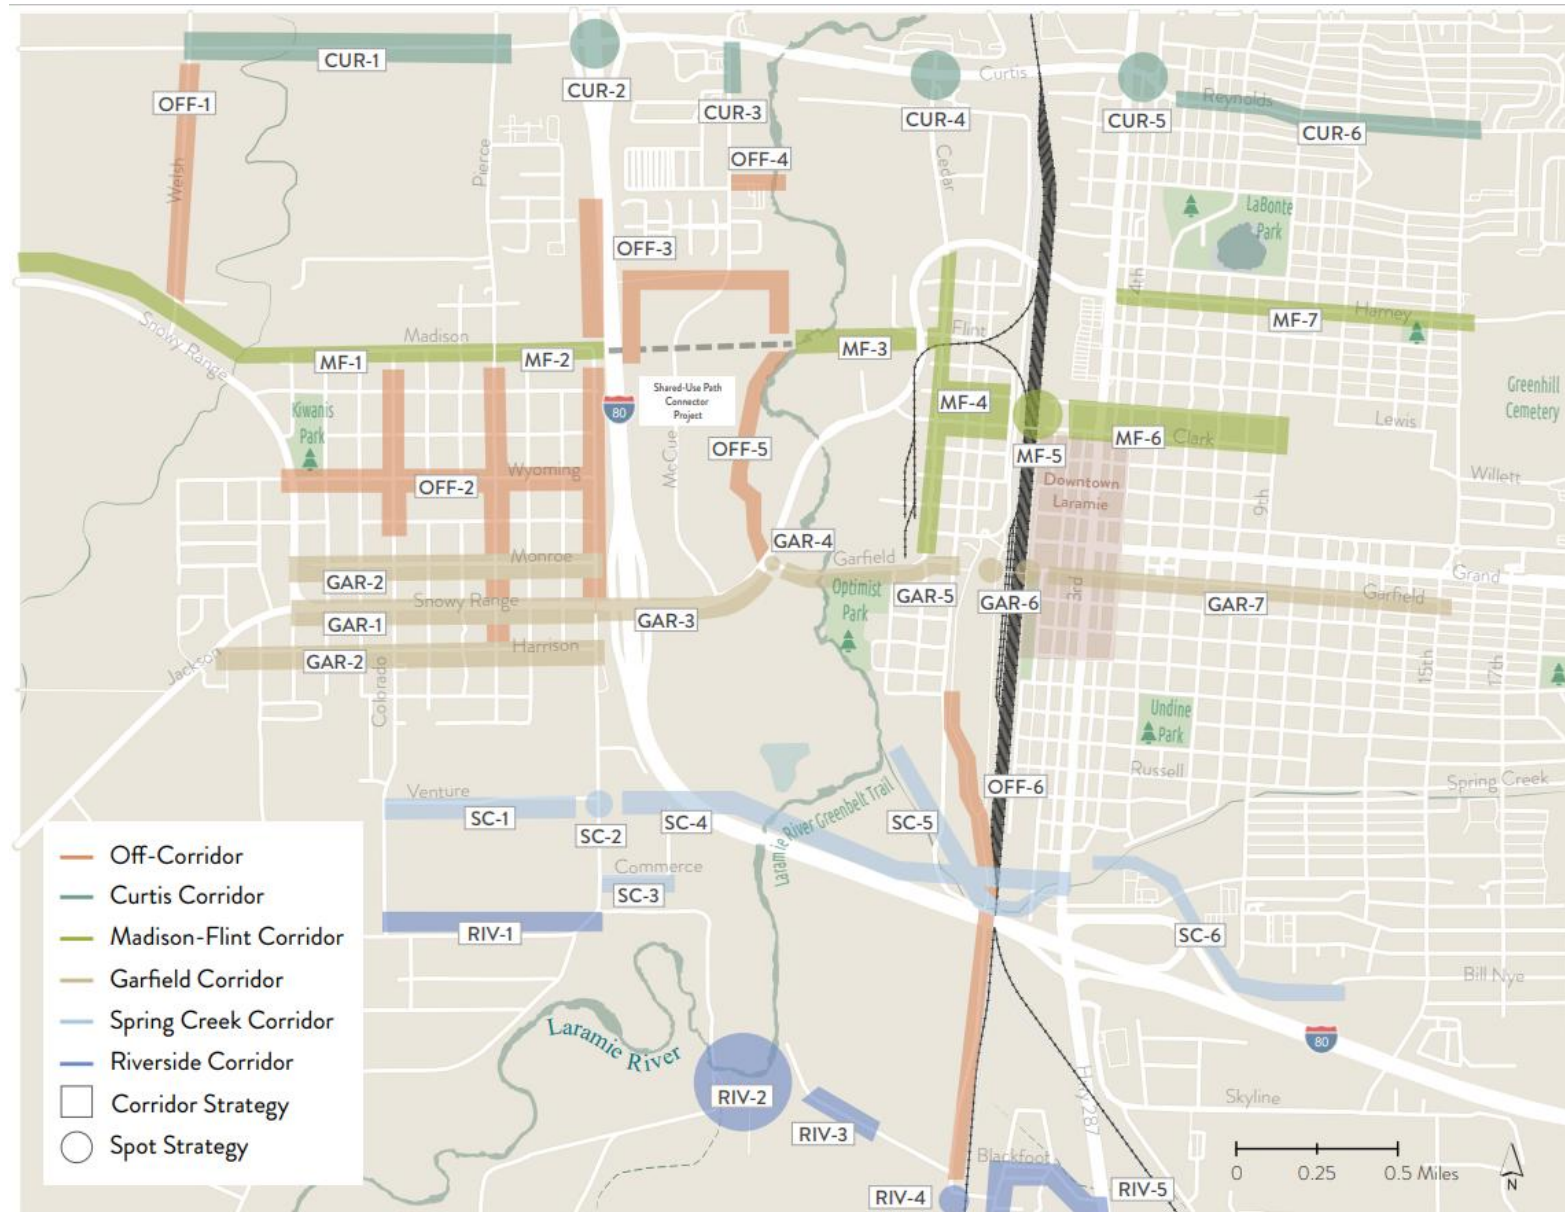 CUR-1
CUR-2
CUR-3
CUR-4
Curtis
CUR-5
Reynolds
CUR-6
OFF-1
Welsh
Pierce
OFF-4
Cedar
LaBonte
Park
4th
OFF-3
Snowy Range
Madison
MF-1
MF-2
MF-3
Flint
MF-7
Harney
80
Shared-Use Path
Connector
Project
MF-4
MF-5
MF-6
Clark
Lewis
Greenhill
Cemetery
Kiwanis
Park
Wyoming
OFF-2
McCue
OFF-5
Downtown
Laramie
9th
Willett
Monroe
GAR-2
GAR-4
Garfield
Snowy Range
GAR-1
GAR-3
Optimist
Park
GAR-5
GAR-6
3rd
GAR-7
Grand
Garfield
Jackson
GAR-2
Harrison
Colorado
15th
17th
Undine
Park
Russell
Spring Creek
Venture
SC-1
SC-2
SC-4
Laramie River Greenbelt Trail
SC-5
OFF-6
Commerce
SC-3
RIV-1
SC-6
Bill Nye
80
Laramie River
RIV-2
RIV-3
RIV-4
Blackfoot
RIV-5
Hwy 287
Skyline
Off-Corridor
Curtis Corridor
Madison-Flint Corridor
Garfield Corridor
Spring Creek Corridor
Riverside Corridor
Corridor Strategy
Spot Strategy
0 0.25 0.5 Miles
N